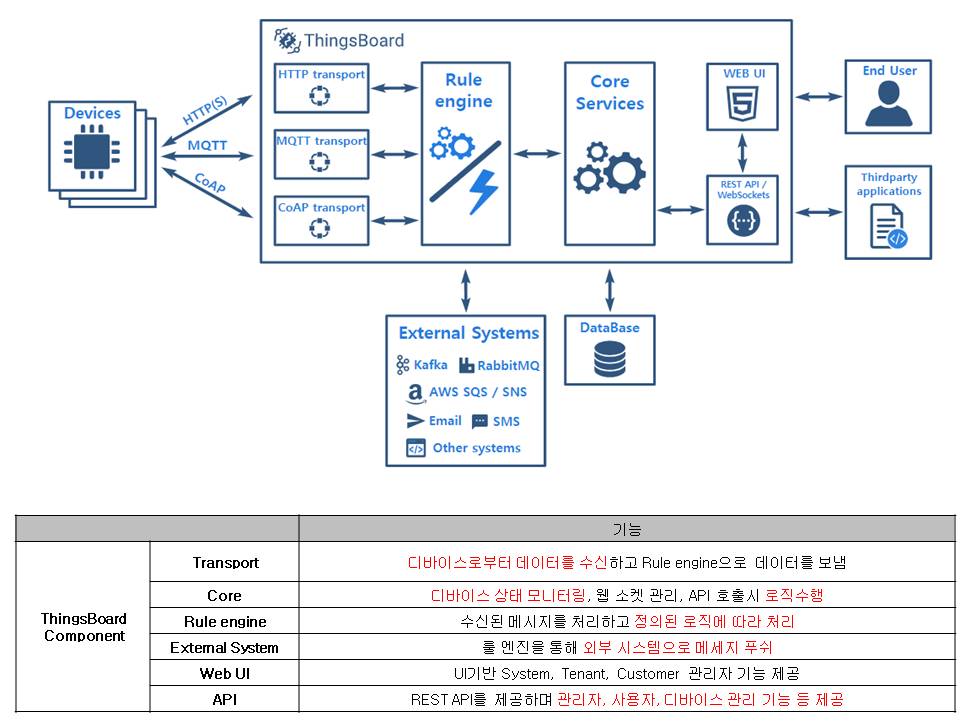 ThingsBoard
Devices
HTTP(S)
MQTT
CoAP
HTTP transport
MQTT transport
CoAP transport
Rule
engine
Core
Services
WEB UI
REST API /
WebSockets
End User
Thirdparty
applications
External Systems
Kafka
RabbitMQ
a
AWS SQS / SNS
Email
SMS
Other systems
DataBase
기능
ThingsBoard
Component
Transport
디바이스로부터 데이터를 수신하고 Rule engine으로 데이터를 보냄
Core
디바이스 상태 모니터링, 웹 소켓 관리, API 호출시 로직수행
Rule engine
수신된 메시지를 처리하고 정의된 로직에 따라 처리
External System
룰 엔진을 통해 외부 시스템으로 메세지 푸쉬
Web UI
UI기반 System, Tenant, Customer 관리자 기능 제공
API
REST API를 제공하며 관리자, 사용자, 디바이스 관리 기능 등 제공